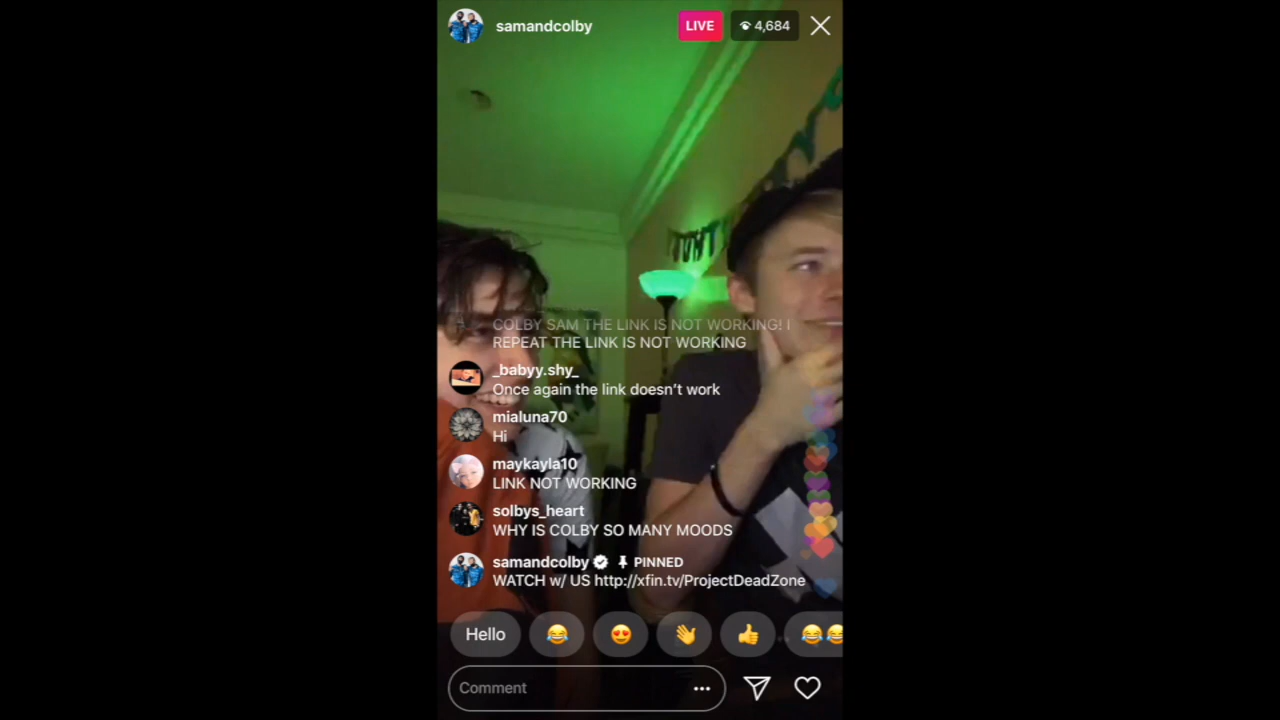 samandcolby
LIVE
4,684
COLBY SAM THE LINK IS NOT WORKING! I
REPEAT THE LINK IS NOT WORKING
_babyy.shy_
Once again the link doesn’t work
mialuna70
Hi
maykayla10
LINK NOT WORKING
solbys_heart
WHY IS COLBY SO MANY MOODS
samandcolby PINNED
WATCH w/ US http://xfin.tv/ProjectDeadZone
Hello
Comment